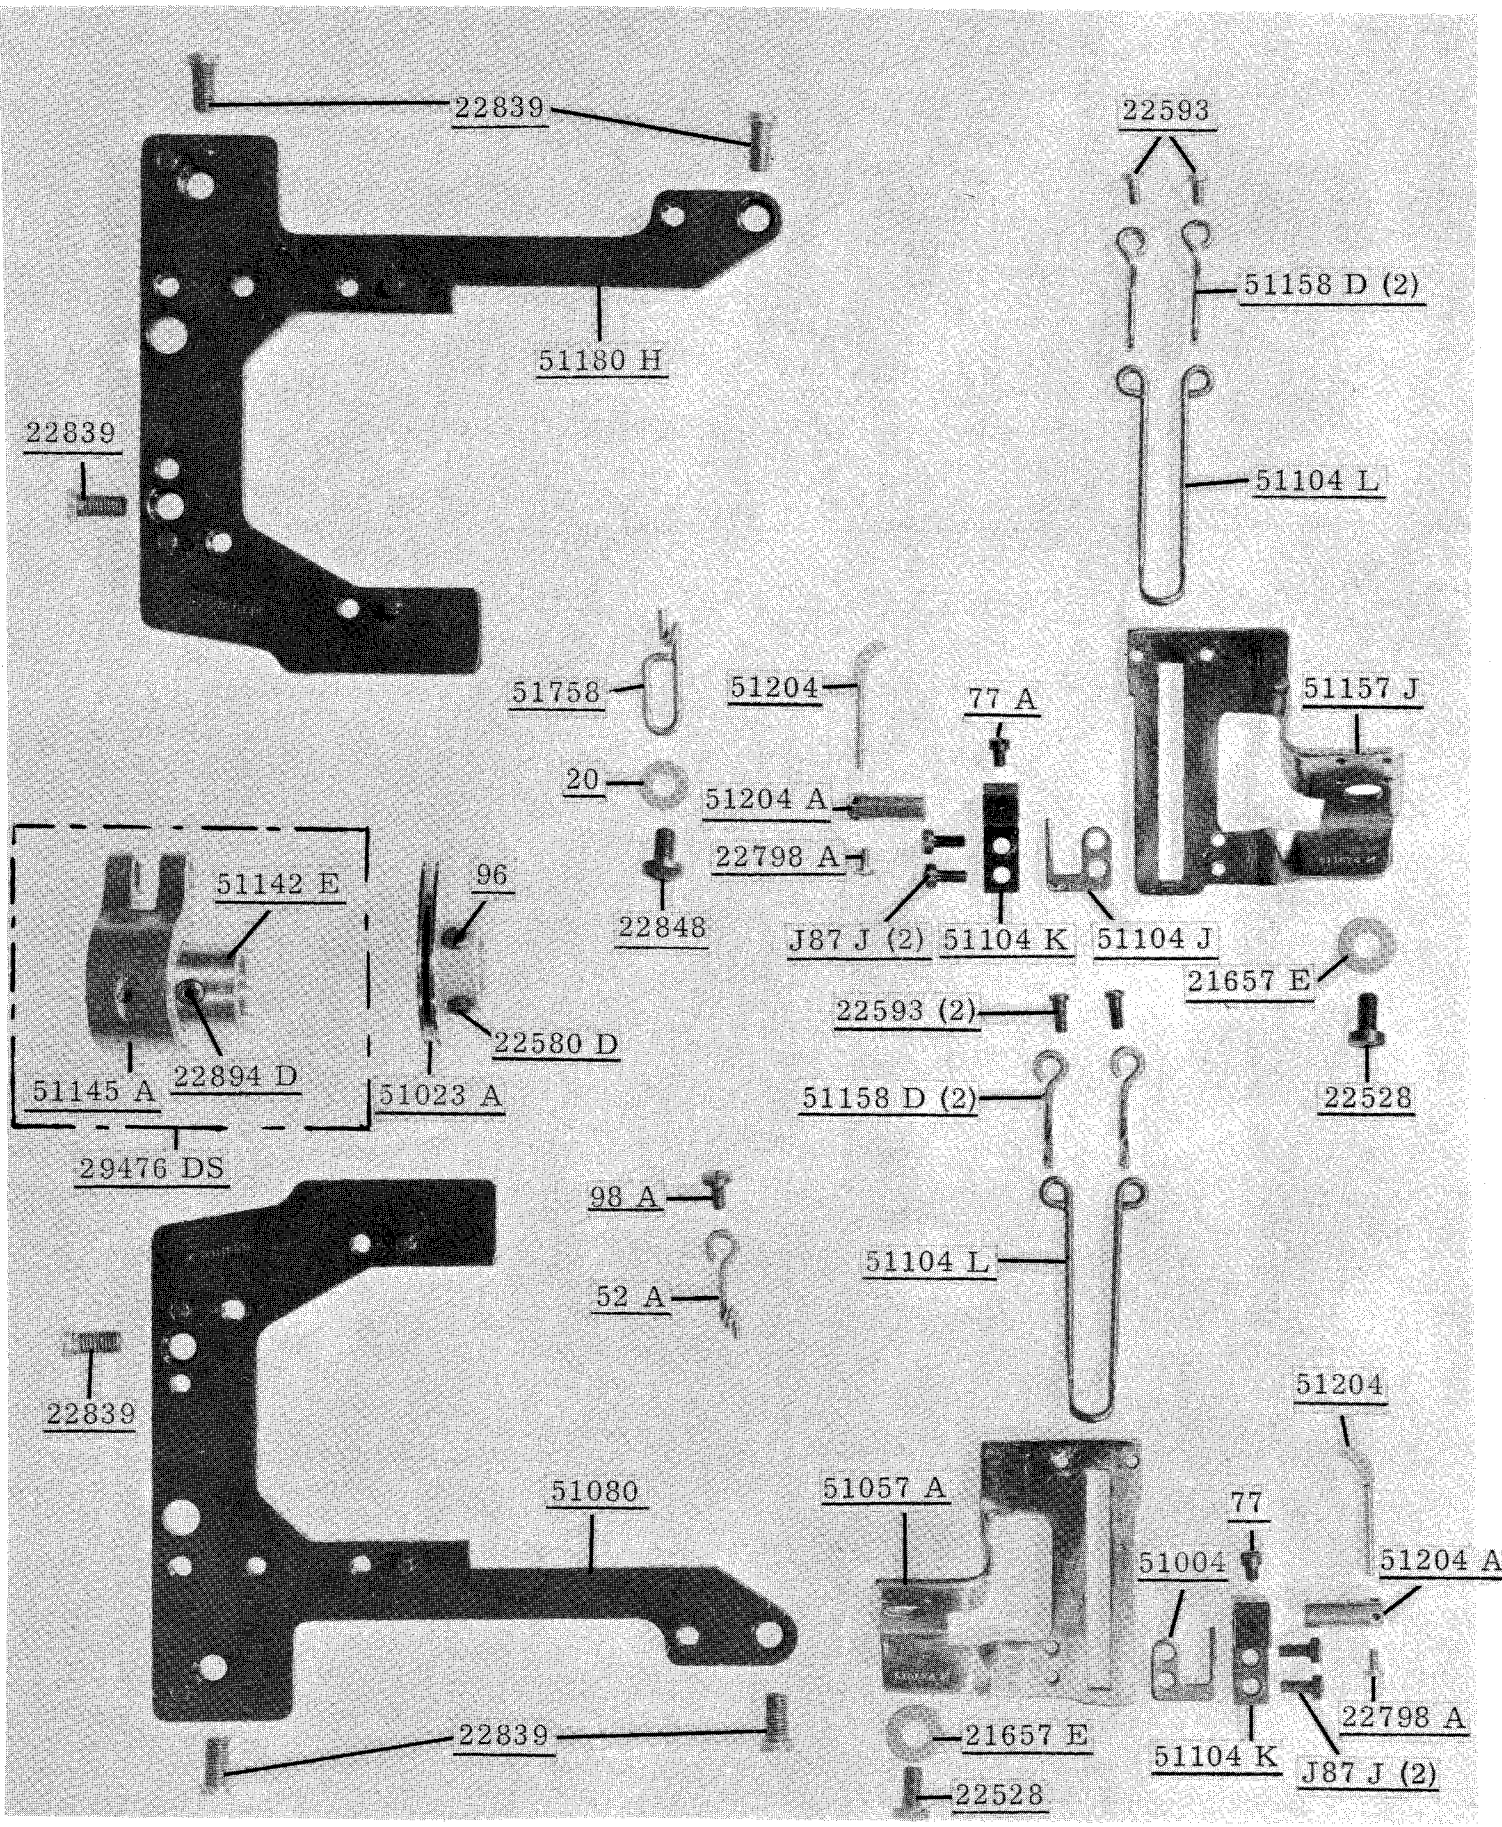 22839
22593
51158 D (2)
51180 H
22839
51104 L
51758
51204
77 A
51157 J
20
51204 A
22798 A
51142 E
96
22848
J87 J (2)
51104 K
51104 J
21657 E
22593 (2)
22580 D
22894 D
51145 A
51023 A
51158 D (2)
22528
29476 DS
98 A
51104 L
52 A
51204
22839
51080
51057 A
77
51004
51204 A
22839
21657 E
22798 A
51104 K
J87 J (2)
22528